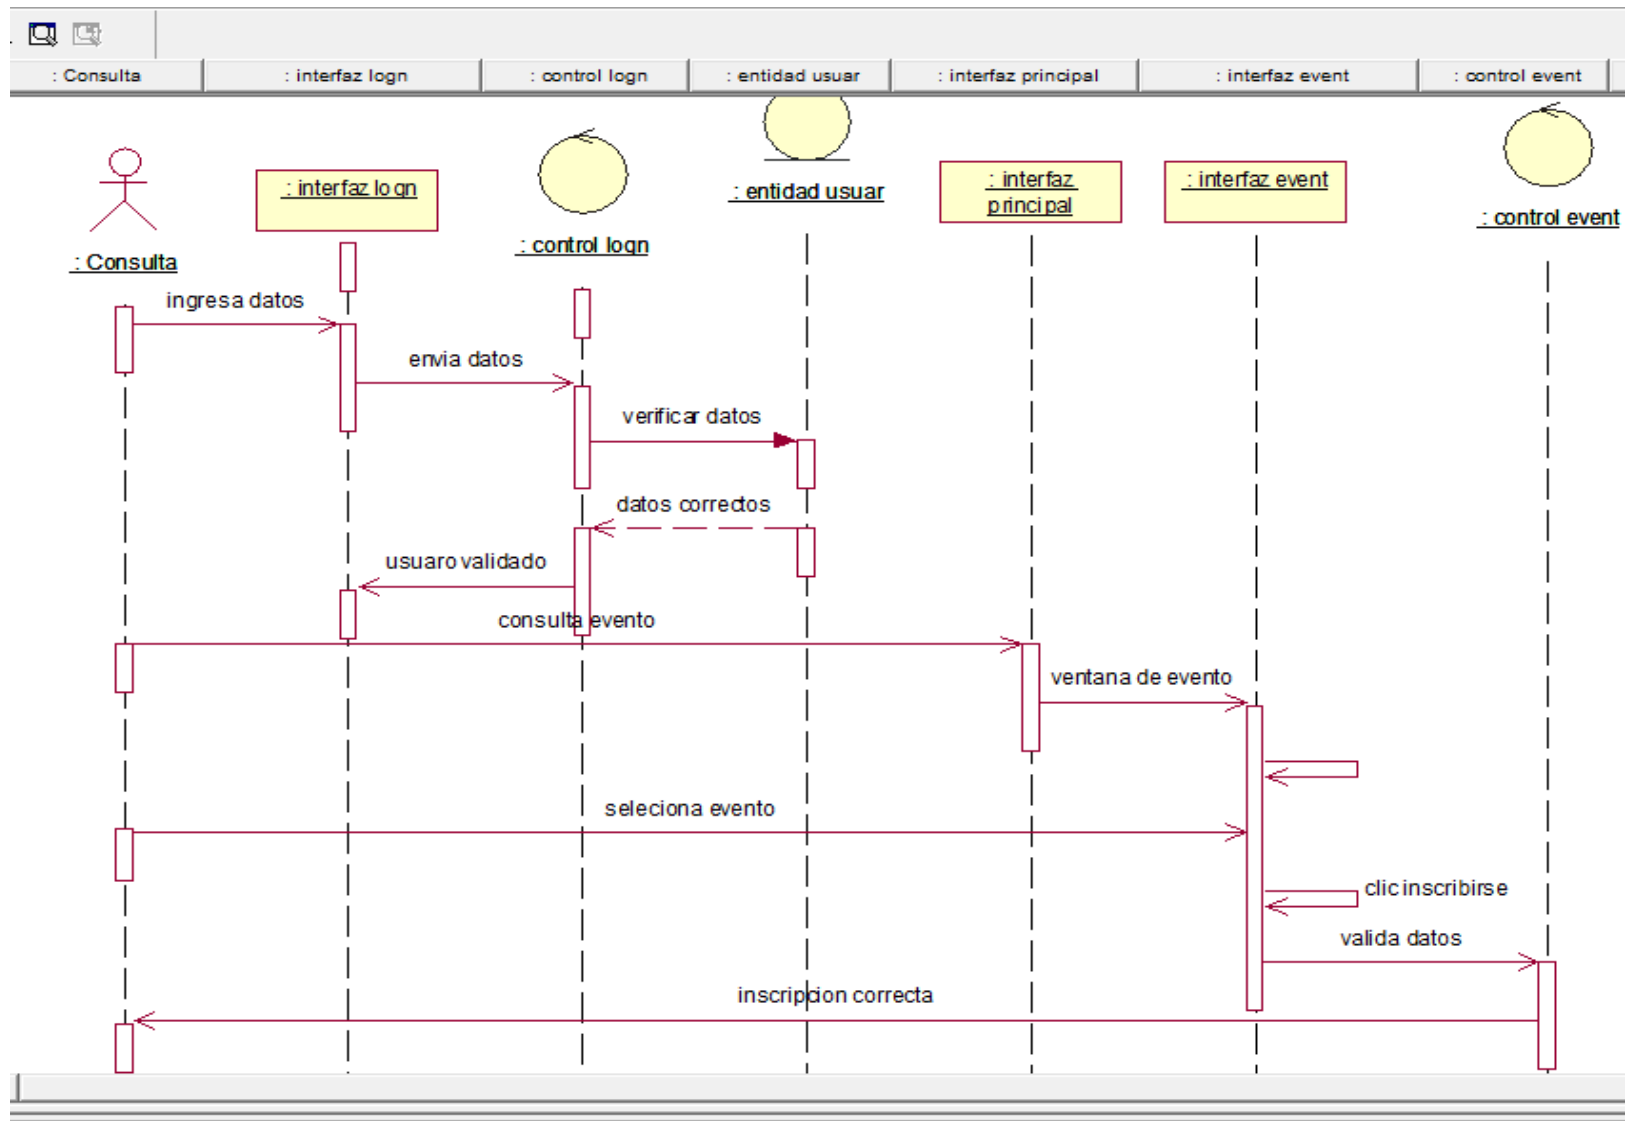 : Consulta
: interfaz logn
: control logn
: entidad usuar
: interfaz principal
: interfaz event
: control event
: Consulta
: interfaz logn
: control logn
: entidad usuar
: interfaz
principal
: interfaz event
: control event
ingresa datos
envia datos
verificar datos
datos correctos
usuaro validado
consulta evento
ventana de evento
seleciona evento
clic inscribirse
valida datos
inscripcion correcta